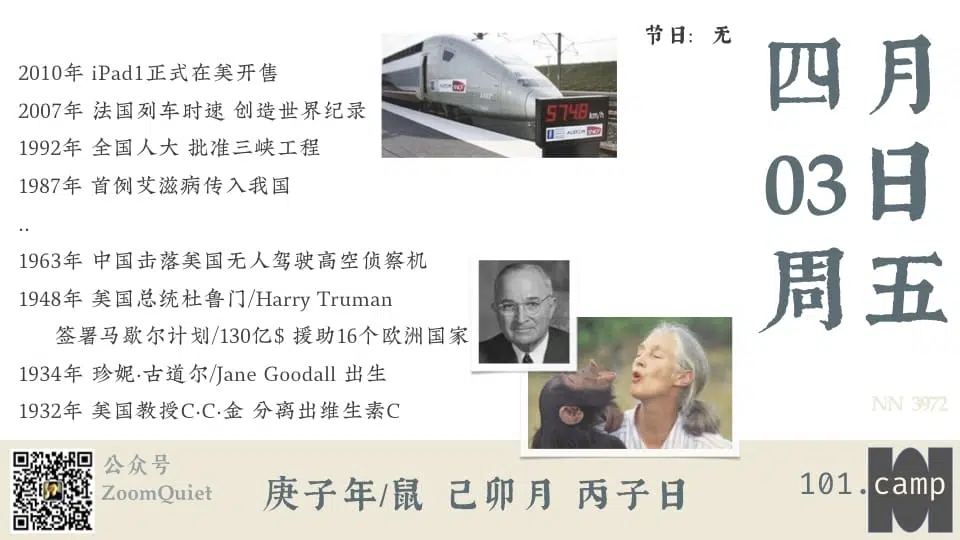 节日: 无
四月
03日
周五
2010年 iPad1正式在美开售
2007年 法国列车时速 创造世界纪录
1992年 全国人大 批准三峡工程
1987年 首例艾滋病传入我国
..
1963年 中国击落美国无人驾驶高空侦察机
1948年 美国总统杜鲁门/Harry Truman
签署马歇尔计划/130亿$ 援助16个欧洲国家
1934年 珍妮·古道尔/Jane Goodall 出生
1932年 美国教授C·C·金 分离出维生素C
574.8 km/h
SNCF
NN 3972
公众号
ZoomQuiet
庚子年/鼠 己卯月 丙子日
101.camp